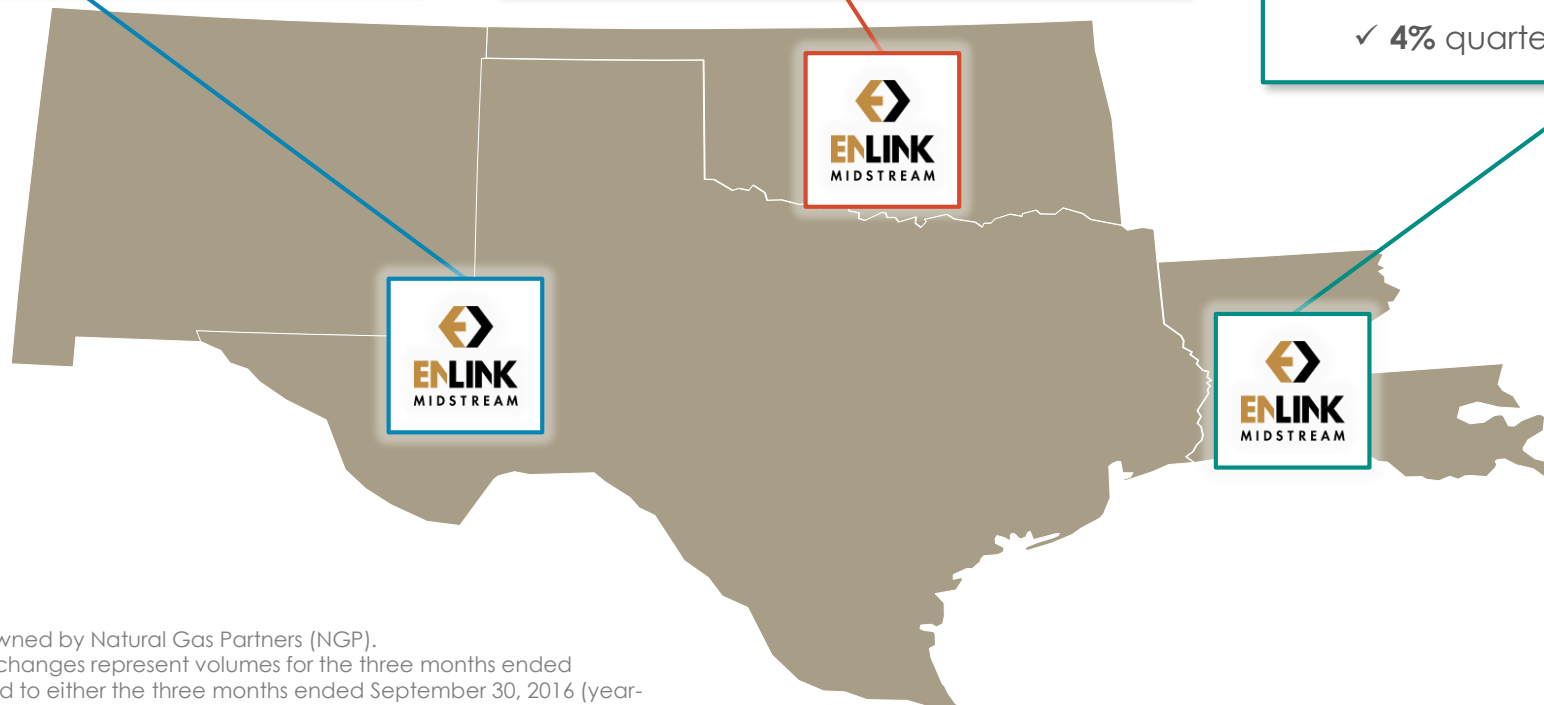 ✓ 4% quarte
ENLINK
MIDSTREAM
ENLINK
MIDSTREAM
ENLINK
MIDSTREAM
wned by Natural Gas Partners (NGP).
changes represent volumes for the three months ended
d to either the three months ended September 30, 2016 (year-